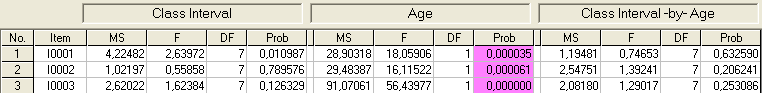 Class Interval Age Class Interval -by- Age
No. Item MS F DF Prob MS F DF Prob MS F DF Prob
1 I0001 4,22482 2,63972 7 0,010987 28,90318 18,05906 1 0,000035 1,19481 0,74653 7 0,632590
2 I0002 1,02197 0,55858 7 0,789576 29,48387 16,11522 1 0,000061 2,54751 1,39241 7 0,206241
3 I0003 2,62022 1,62384 7 0,126329 91,07061 56,43977 1 0,000000 2,08180 1,29017 7 0,253086